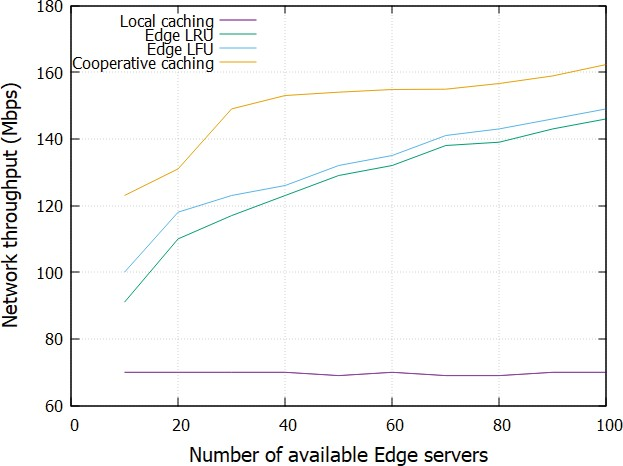 Local caching
Edge LRU
Edge LFU
Cooperative caching
Network throughput (Mbps)
180
160
140
120
100
80
60
0 20 40 60 80 100
Number of available Edge servers